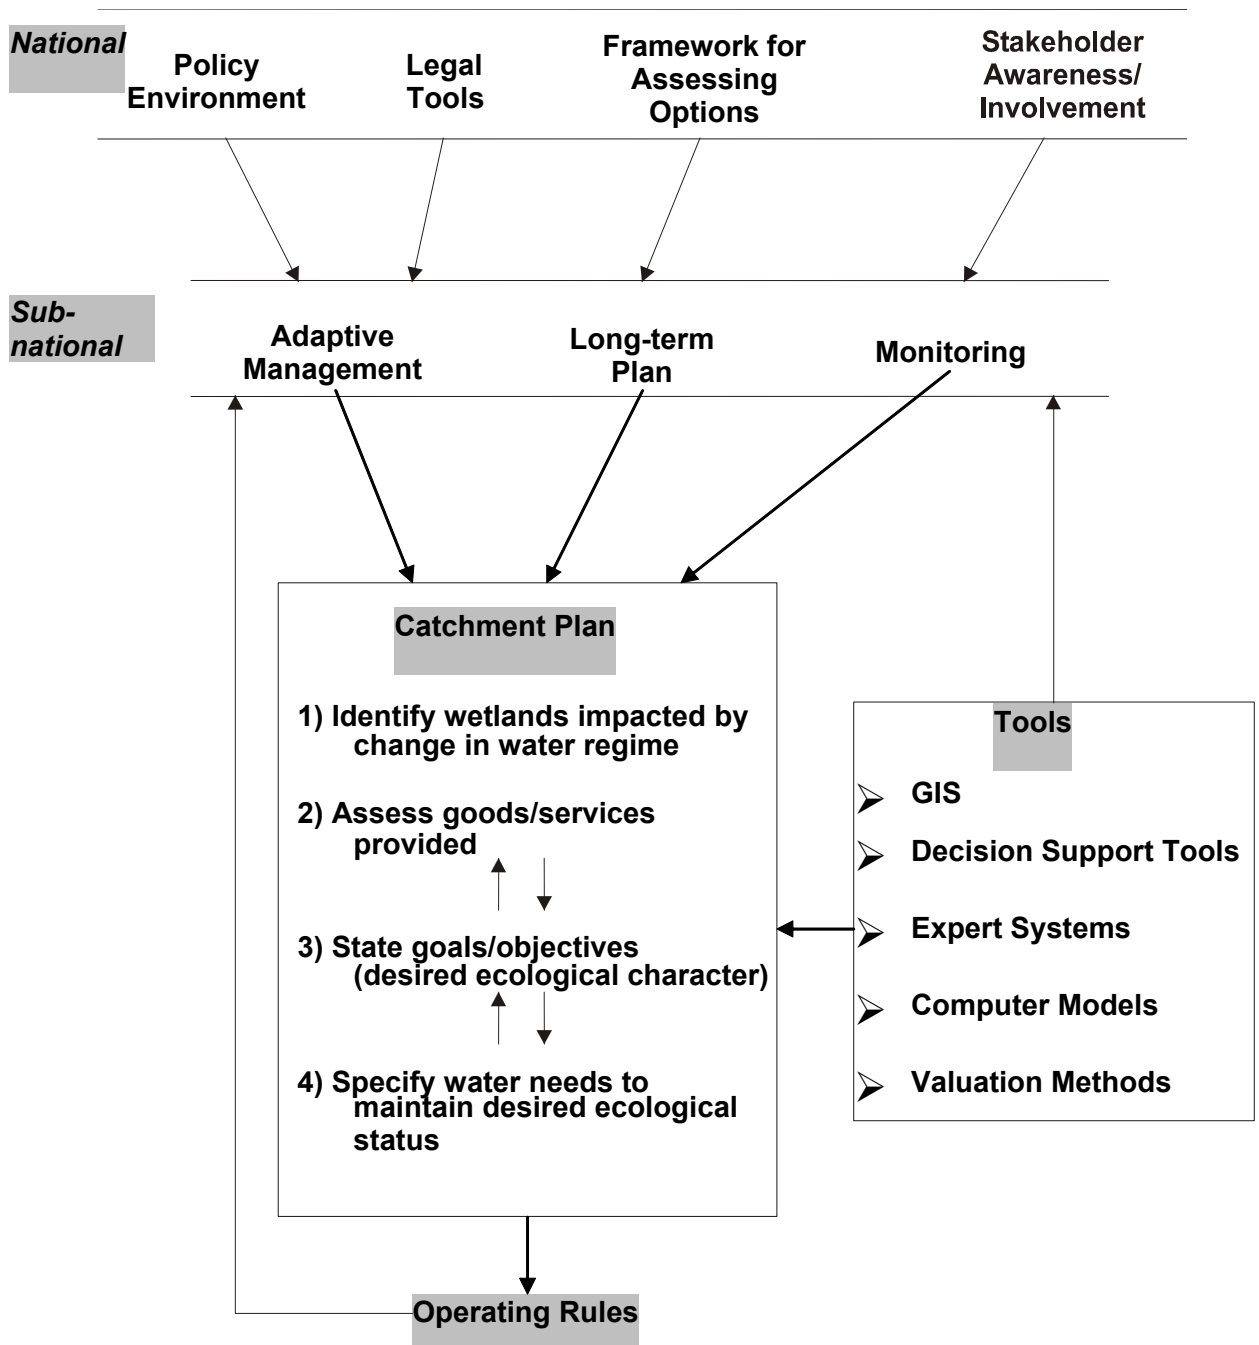 National
Policy
Environment
Legal
Tools
Framework for
Assessing
Options
Stakeholder
Awareness/
Involvement
Sub-
national
Adaptive
Management
Long-term
Plan
Monitoring
Catchment Plan
1) Identify wetlands impacted by
change in water regime
2) Assess goods/services
provided
3) State goals/objectives
(desired ecological character)
4) Specify water needs to
maintain desired ecological
status
Tools
GIS
Decision Support Tools
Expert Systems
Computer Models
Valuation Methods
Operating Rules